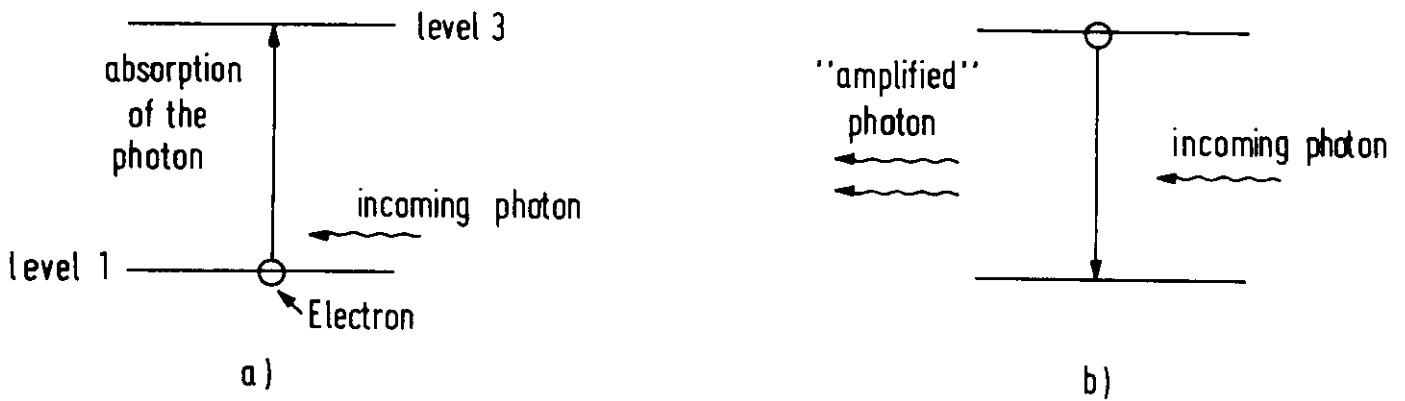 level 3
absorption
of the
photon
incoming photon
level 1
Electron
a)
''amplified''
photon
incoming photon
b)